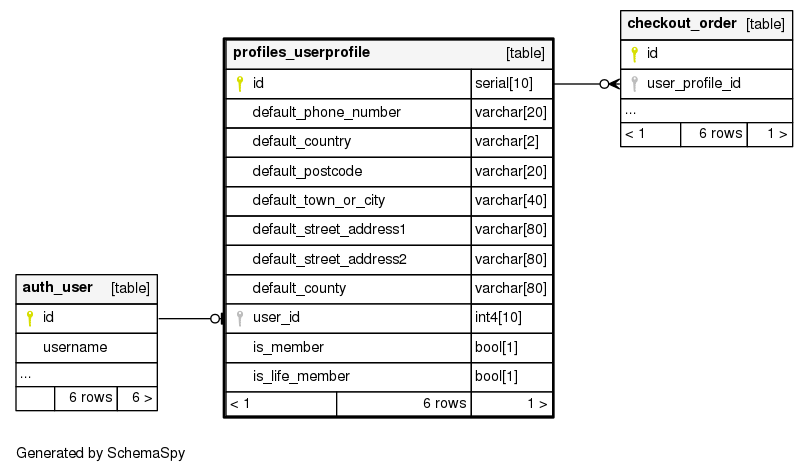 checkout_order [table]
id
user_profile_id
...
< 1 6 rows 1 >
profiles_userprofile [table]
id serial[10]
default_phone_number varchar[20]
default_country varchar[2]
default_postcode varchar[20]
default_town_or_city varchar[40]
default_street_address1 varchar[80]
default_street_address2 varchar[80]
default_county varchar[80]
user_id int4[10]
is_member bool[1]
is_life_member bool[1]
< 1 6 rows 1 >
auth_user [table]
id
username
...
6 rows 6 >
Generated by SchemaSpy